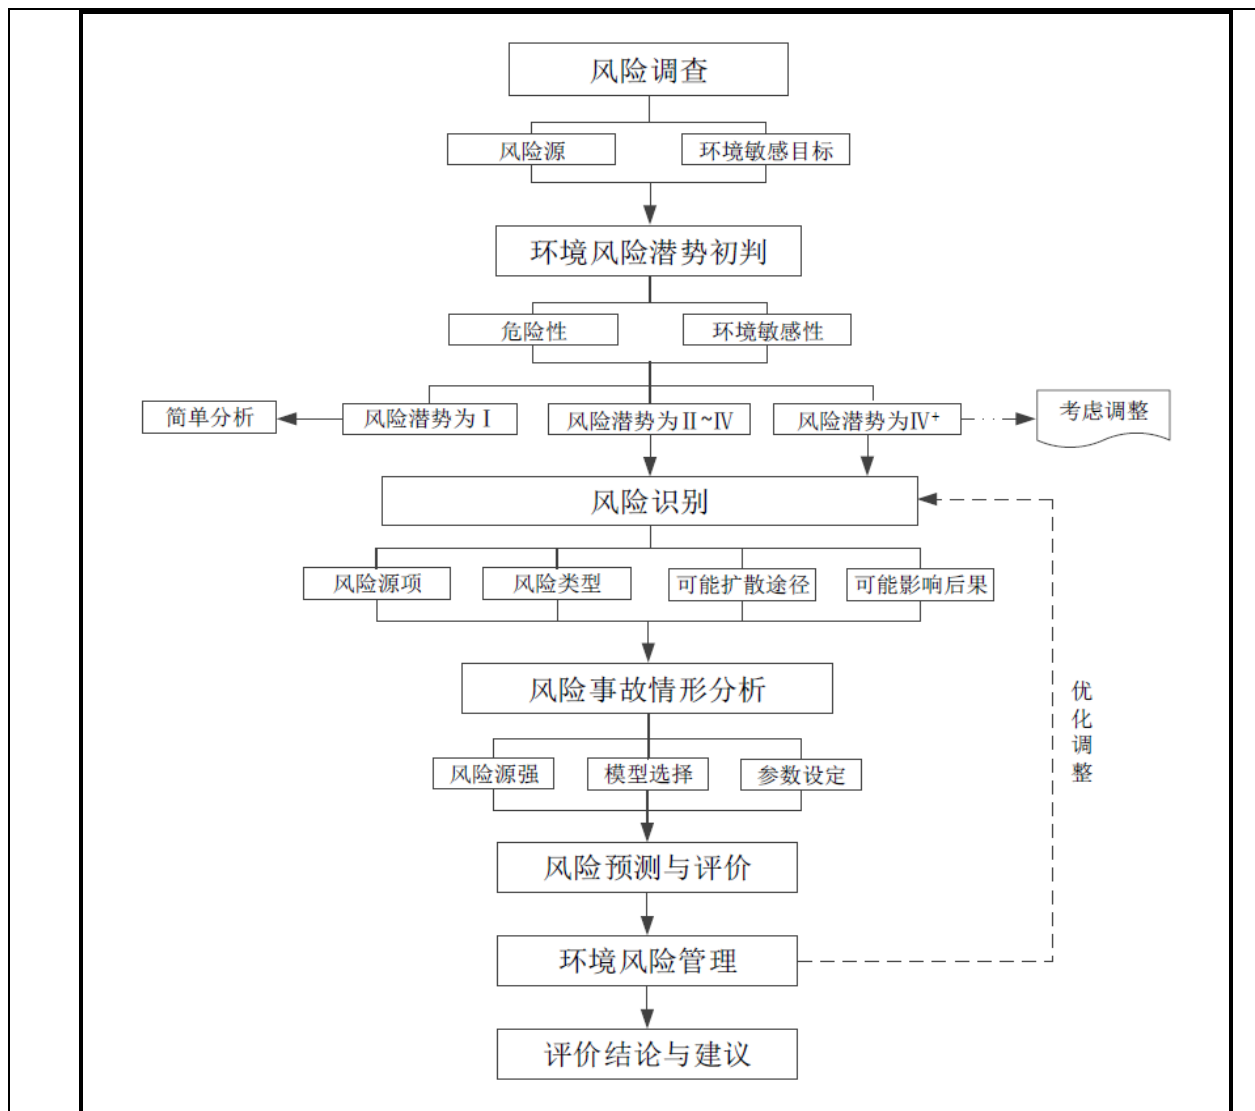 风险调查
风险源
环境敏感目标
环境风险潜势初判
危险性
环境敏感性
简单分析
风险潜势为Ⅰ
风险潜势为Ⅱ~Ⅳ
风险潜势为Ⅳ⁺
考虑调整
风险识别
风险源项
风险类型
可能扩散途径
可能影响后果
风险事故情形分析
风险源强
模型选择
参数设定
优化调整
风险预测与评价
环境风险管理
评价结论与建议